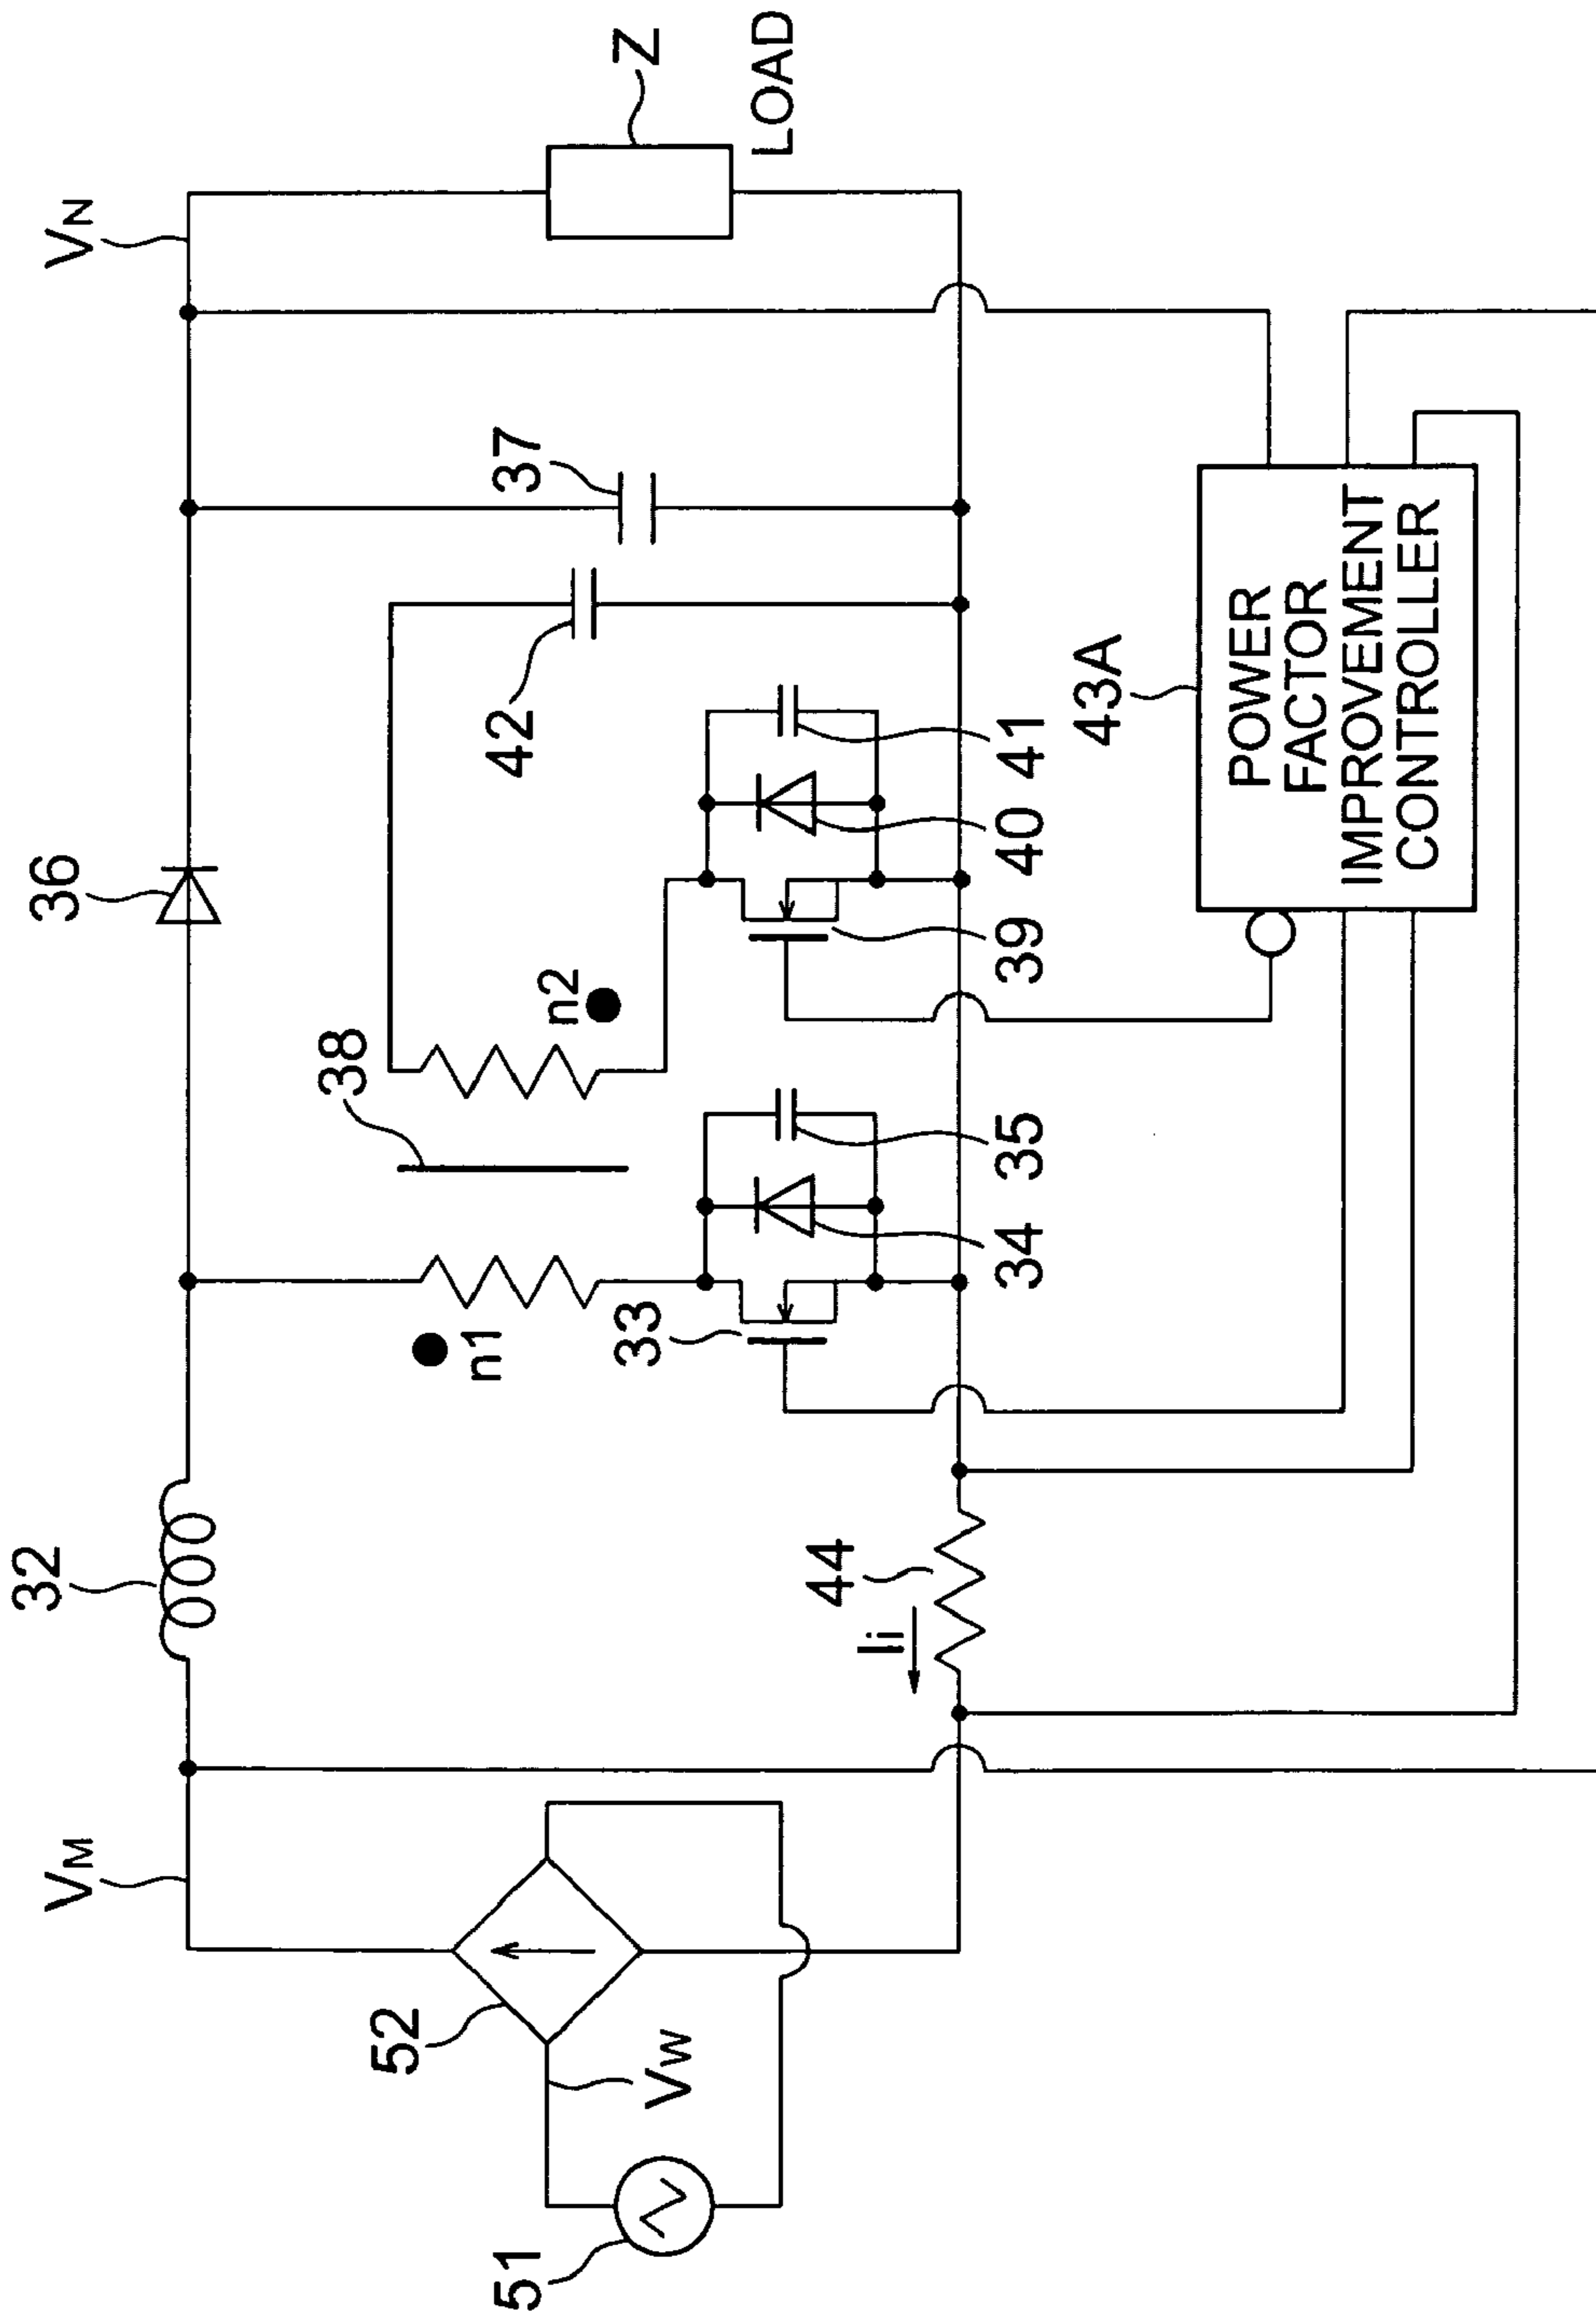 51
52
VW
VM
32
Ii
44
n1
33
34
35
38
n2
36
39
40
41
42
37
43A
POWER
FACTOR
IMPROVEMENT
CONTROLLER
VN
Z
LOAD